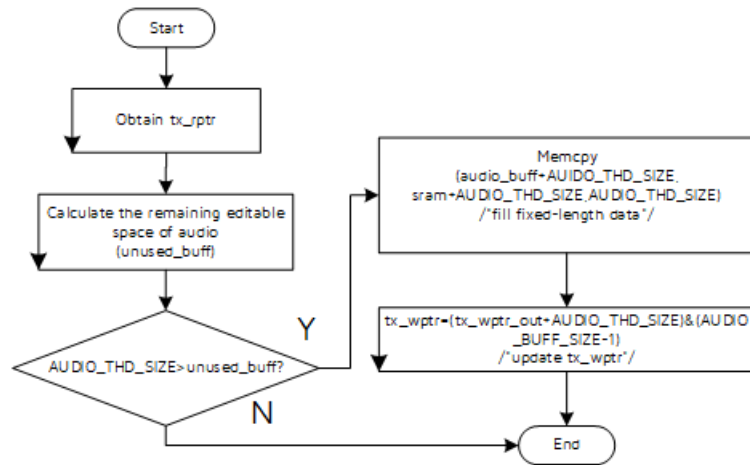 Start
Obtain tx_rptr
Calculate the remaining editable
space of audio
(unused_buff)
AUDIO_THD_SIZE>unused_buff?
Y
N
Memcpy
(audio_buff+AUIDO_THD_SIZE,
sram+AUDIO_THD_SIZE,AUDIO_THD_SIZE)
/"fill fixed-length data"/
tx_wptr=(tx_wptr_out+AUDIO_THD_SIZE)&(AUDIO
_BUFF_SIZE-1)
/"update tx_wptr"/
End